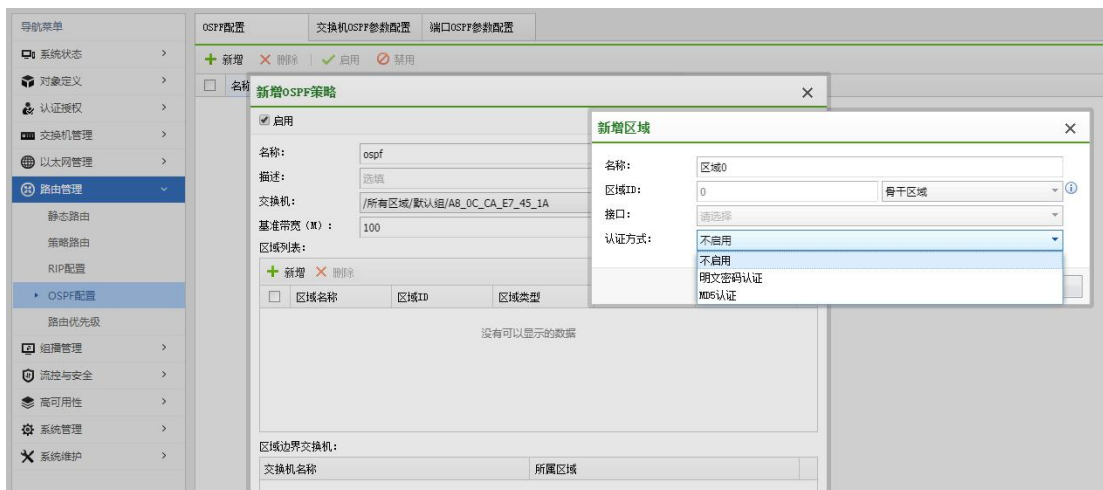 导航菜单
系统状态
对象定义
认证授权
交换机管理
以太网管理
路由管理
静态路由
策略路由
RIP配置
OSPF配置
路由优先级
组播管理
流控与安全
高可用性
系统管理
系统维护
OSPF配置 交换机OSPF参数配置 端口OSPF参数配置
新增 删除 启用 禁用
名称
新增OSPF策略
启用
名称: ospf
描述: 选填
交换机: /所有区域/默认组/A8_0C_CA_E7_45_1A
基准带宽 (M) : 100
区域列表:
新增 删除
区域名称 区域ID 区域类型
没有可以显示的数据
区域边界交换机:
交换机名称 所属区域
新增区域
名称: 区域0
区域ID: 0 骨干区域
接口: 请选择
认证方式: 不启用
不启用
明文密码认证
MD5认证